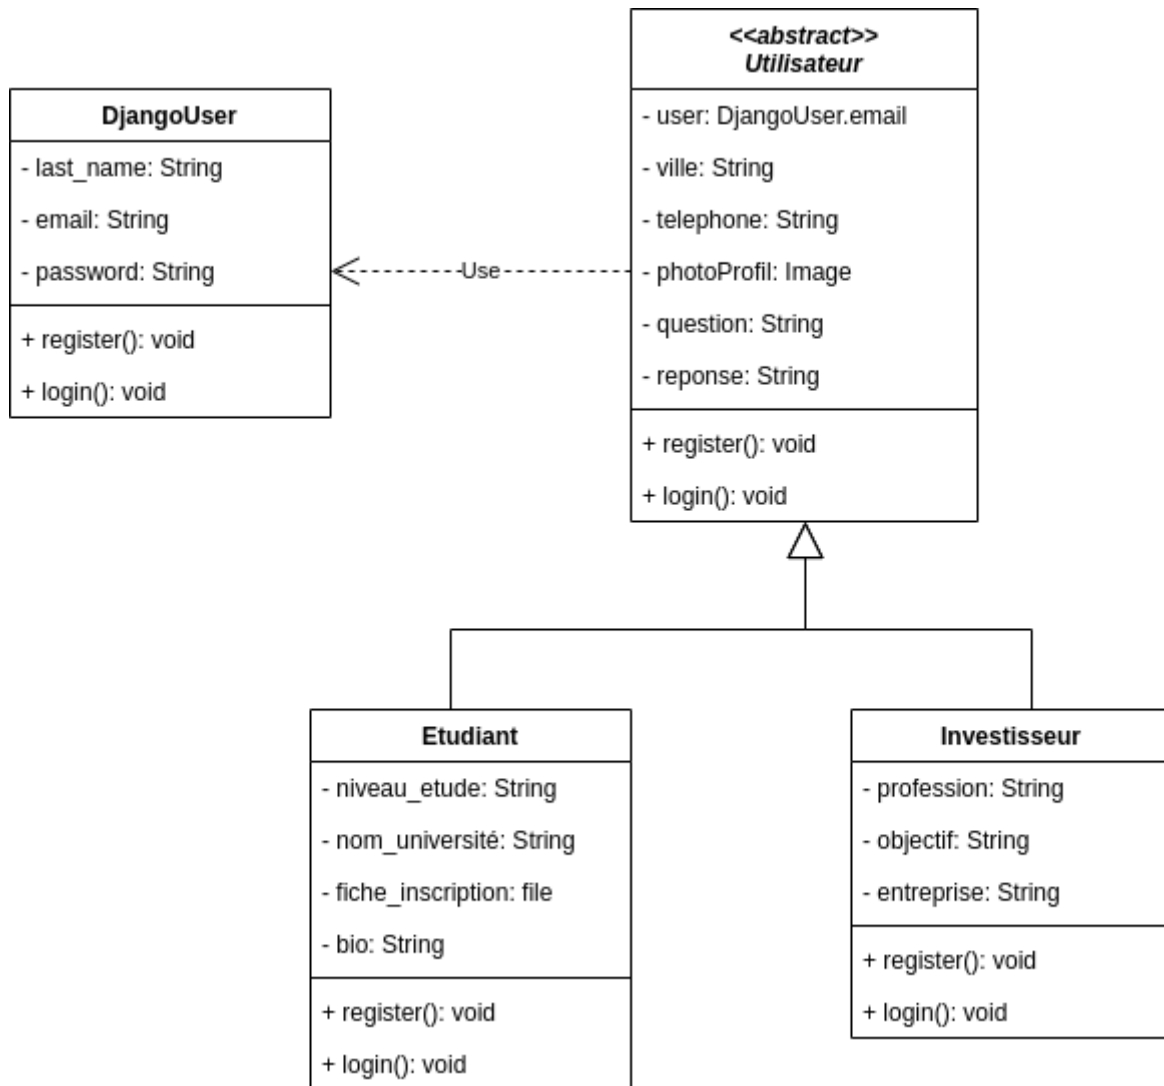 <<abstract>>
Utilisateur
- user: DjangoUser.email
- ville: String
- telephone: String
- photoProfil: Image
- question: String
- reponse: String
+ register(): void
+ login(): void
DjangoUser
- last_name: String
- email: String
- password: String
+ register(): void
+ login(): void
Use
Etudiant
- niveau_etude: String
- nom_université: String
- fiche_inscription: file
- bio: String
+ register(): void
+ login(): void
Investisseur
- profession: String
- objectif: String
- entreprise: String
+ register(): void
+ login(): void